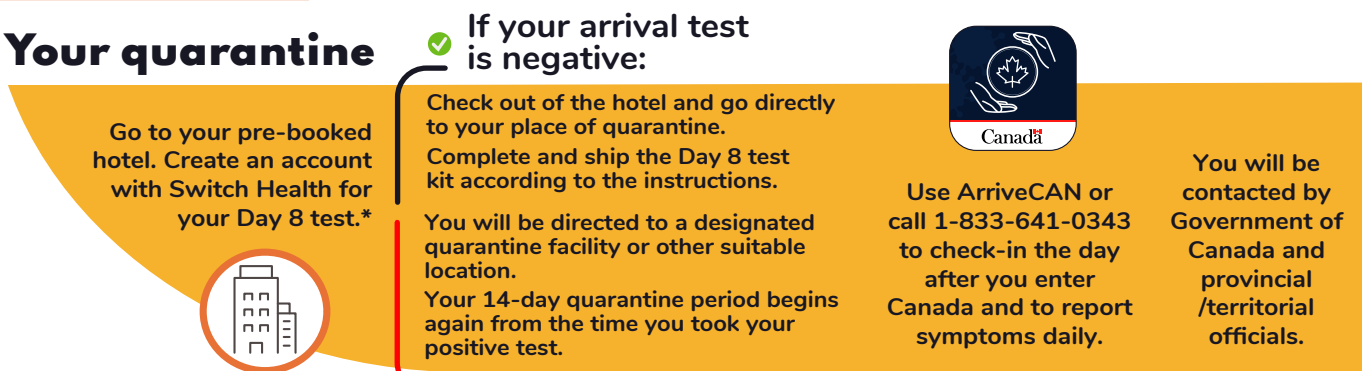 Your quarantine
Go to your pre-booked
hotel. Create an account
with Switch Health for
your Day 8 test.*
If your arrival test
is negative:
Check out of the hotel and go directly
to your place of quarantine.
Complete and ship the Day 8 test
kit according to the instructions.
You will be directed to a designated
quarantine facility or other suitable
location.
Your 14-day quarantine period begins
again from the time you took your
positive test.
Canada
Use ArriveCAN or
call 1-833-641-0343
to check-in the day
after you enter
Canada and to report
symptoms daily.
You will be
contacted by
Government of
Canada and
provincial
/territorial
officials.